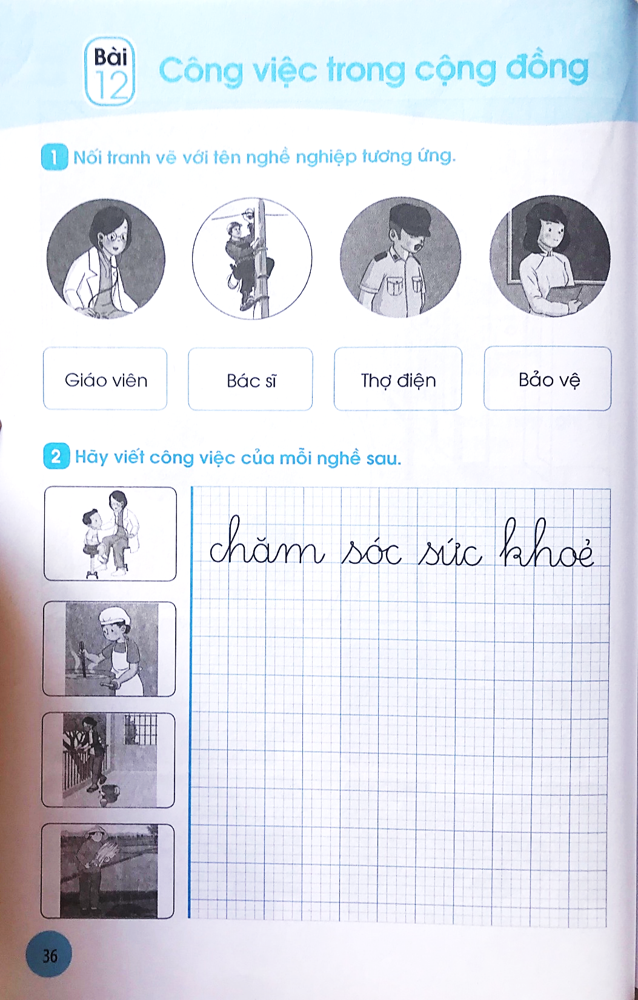 Bài
12
Công việc trong cộng đồng
1 Nối tranh vẽ với tên nghề nghiệp tương ứng.
Giáo viên
Bác sĩ
Thợ điện
Bảo vệ
2 Hãy viết công việc của mỗi nghề sau.
chăm sóc sức khoẻ
36